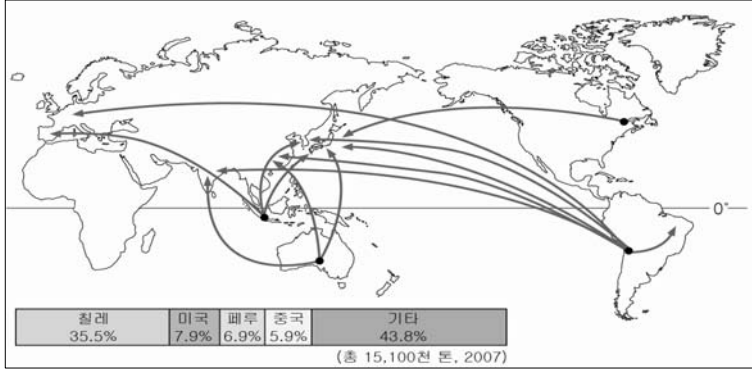 0°
칠레 미국 페루 중국 기타
35.5% 7.9% 6.9% 5.9% 43.8%
(총 15,100천 톤, 2007)